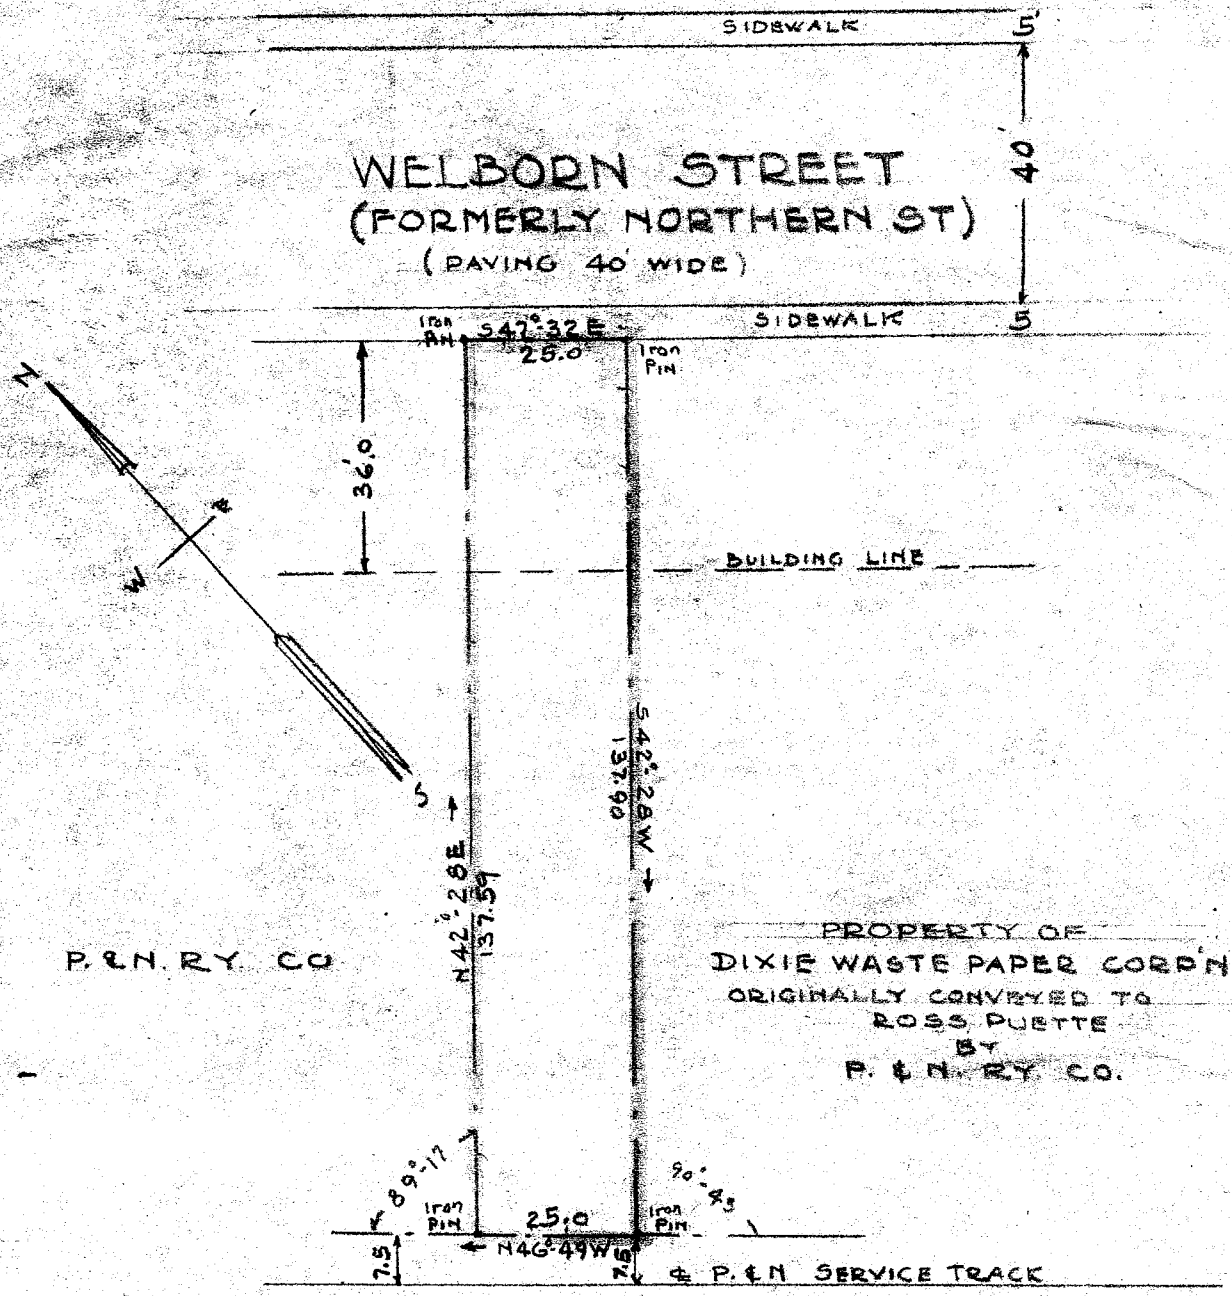 SIDEWALK 5'
WELBORN STREET
(FORMERLY NORTHERN ST)
(PAVING 40' WIDE)
40'
SIDEWALK 5
Iron
PIN
S 47°-32 E
25.0
Iron
PIN
N
36.'0
E
W
BUILDING LINE
S
S 42°-28 W
137.90
N 42°-28 E
137.59
P. & N. RY. CO
PROPERTY OF
DIXIE WASTE PAPER CORP'N
ORIGINALLY CONVEYED TO
ROSS PUETTE
BY
P. & N. RY. CO.
89°-17
90°-43
Iron
PIN
25.0
Iron
PIN
7.5
N 46°-49 W
7.5
℄ P. & N SERVICE TRACK